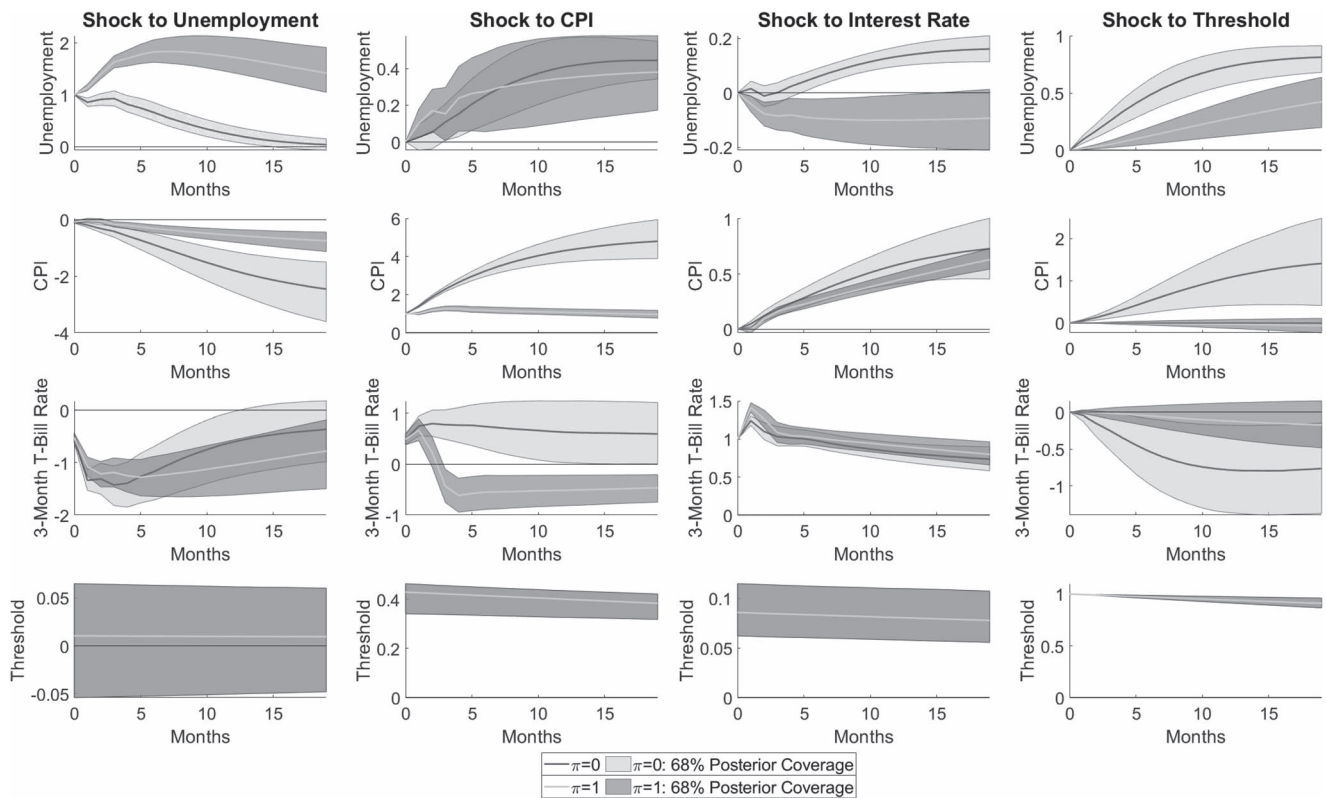 Shock to Unemployment Shock to CPI Shock to Interest Rate Shock to Threshold
Unemployment
2
1
0
0 5 10 15
Months
Unemployment
0.4
0.2
0
0 5 10 15
Months
Unemployment
0.2
0
-0.2
0 5 10 15
Months
Unemployment
1
0.5
0
0 5 10 15
Months
CPI
0
-2
-4
0 5 10 15
Months
CPI
6
4
2
0
0 5 10 15
Months
CPI
1
0.5
0
0 5 10 15
Months
CPI
2
1
0
0 5 10 15
Months
3-Month T-Bill Rate
0
-1
-2
0 5 10 15
Months
3-Month T-Bill Rate
1
0
-1
0 5 10 15
Months
3-Month T-Bill Rate
1.5
1
0.5
0
0 5 10 15
Months
3-Month T-Bill Rate
0
-0.5
-1
0 5 10 15
Months
Threshold
0.05
0
-0.05
0 5 10 15
Months
Threshold
0.4
0.2
0
0 5 10 15
Months
Threshold
0.1
0.05
0
0 5 10 15
Months
Threshold
1
0.5
0
0 5 10 15
Months
π=0 π=0: 68% Posterior Coverage
π=1 π=1: 68% Posterior Coverage